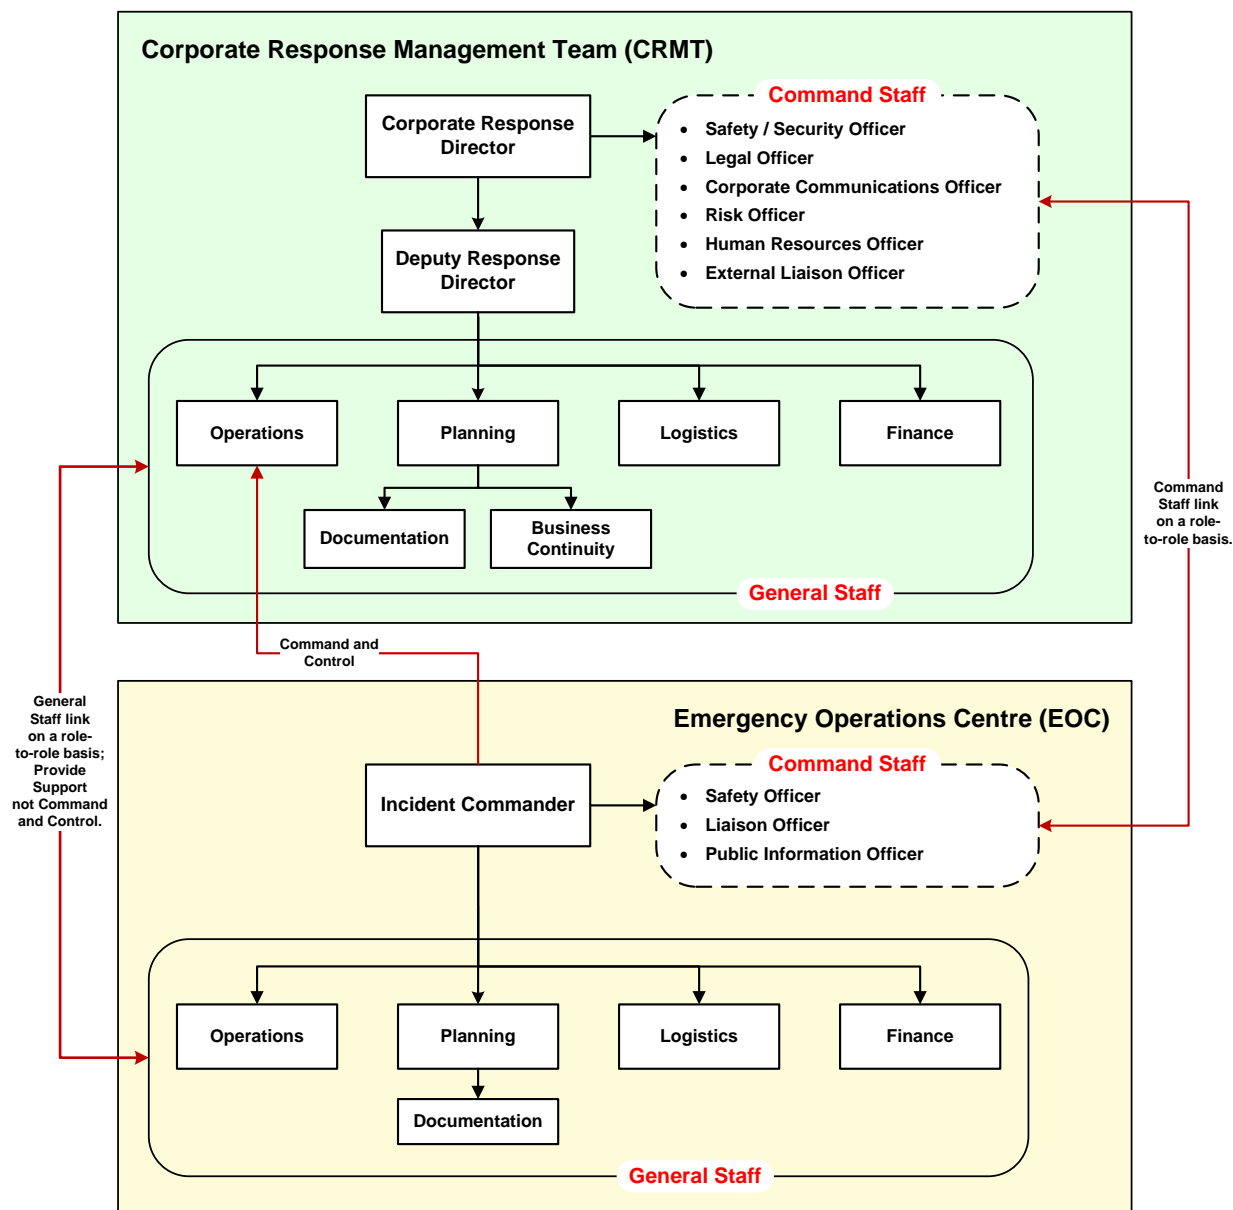 Corporate Response Management Team (CRMT)
Command Staff
Corporate Response
Director
• Safety / Security Officer
• Legal Officer
• Corporate Communications Officer
• Risk Officer
• Human Resources Officer
• External Liaison Officer
Deputy Response
Director
Operations
Planning
Logistics
Finance
Documentation
Business
Continuity
General Staff
Command
Staff link
on a role-
to-role basis.
Command and
Control
General
Staff link
on a role-
to-role basis;
Provide
Support
not Command
and Control.
Emergency Operations Centre (EOC)
Command Staff
Incident Commander
• Safety Officer
• Liaison Officer
• Public Information Officer
Operations
Planning
Logistics
Finance
Documentation
General Staff